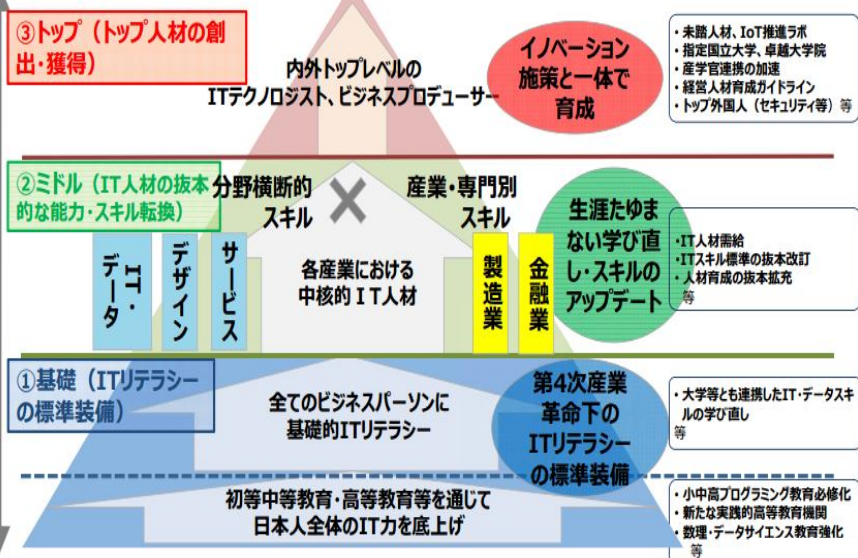 ③トップ（トップ人材の創
出・獲得）
内外トップレベルの
ITテクノロジスト、ビジネスプロデューサー
イノベーション
施策と一体で
育成
・未踏人材、IoT推進ラボ
・指定国立大学、卓越大学院
・産学官連携の加速
・経営人材育成ガイドライン
・トップ外国人（セキュリティ等）等
②ミドル（IT人材の抜本
的な能力・スキル転換）
分野横断的
スキル
産業・専門別
スキル
IT・
データ
デザイン
サービス
各産業における
中核的ＩＴ人材
製造業
金融業
生涯たゆま
ない学び直
し・スキルの
アップデート
・IT人材需給
・ITスキル標準の抜本改訂
・人材育成の抜本拡充
等
①基礎（ITリテラシー
の標準装備）
全てのビジネスパーソンに
基礎的ITリテラシー
第4次産業
革命下の
ITリテラシー
の標準装備
・大学等とも連携したIT・データスキ
ルの学び直し
等
初等中等教育・高等教育等を通じて
日本人全体のIT力を底上げ
・小中高プログラミング教育必修化
・新たな実践的高等教育機関
・数理・データサイエンス教育強化
等